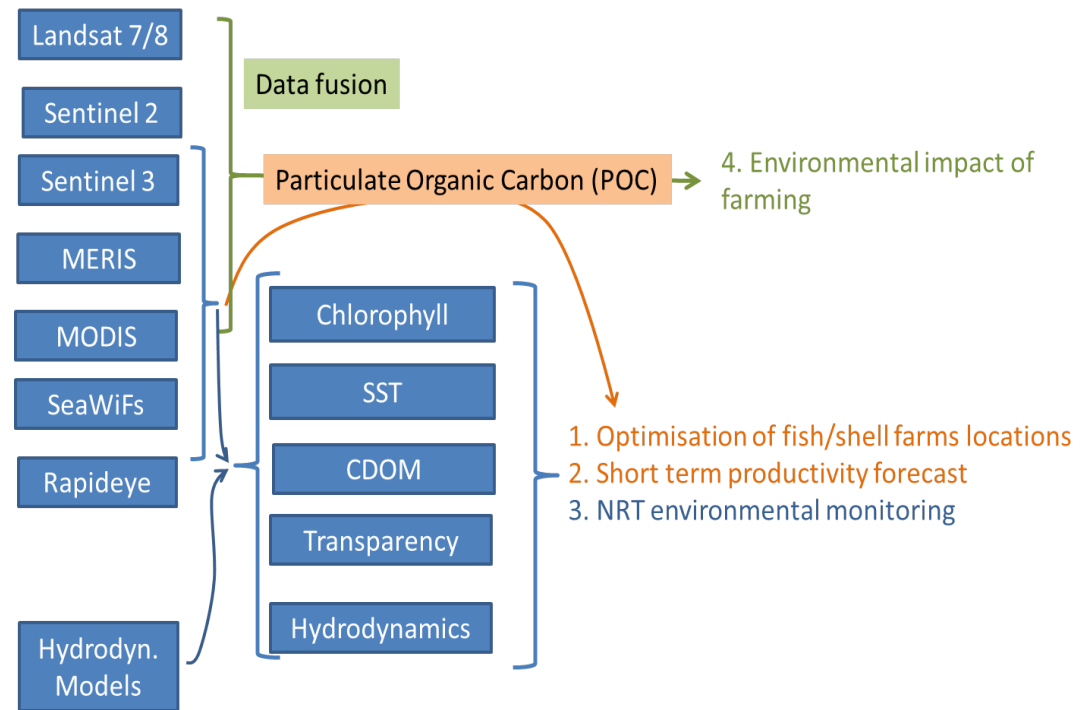 Landsat 7/8
Sentinel 2
Sentinel 3
MERIS
MODIS
SeaWiFs
Rapideye
Hydrodyn.
Models
Data fusion
Particulate Organic Carbon (POC)
4. Environmental impact of
farming
Chlorophyll
SST
CDOM
Transparency
Hydrodynamics
1. Optimisation of fish/shell farms locations
2. Short term productivity forecast
3. NRT environmental monitoring